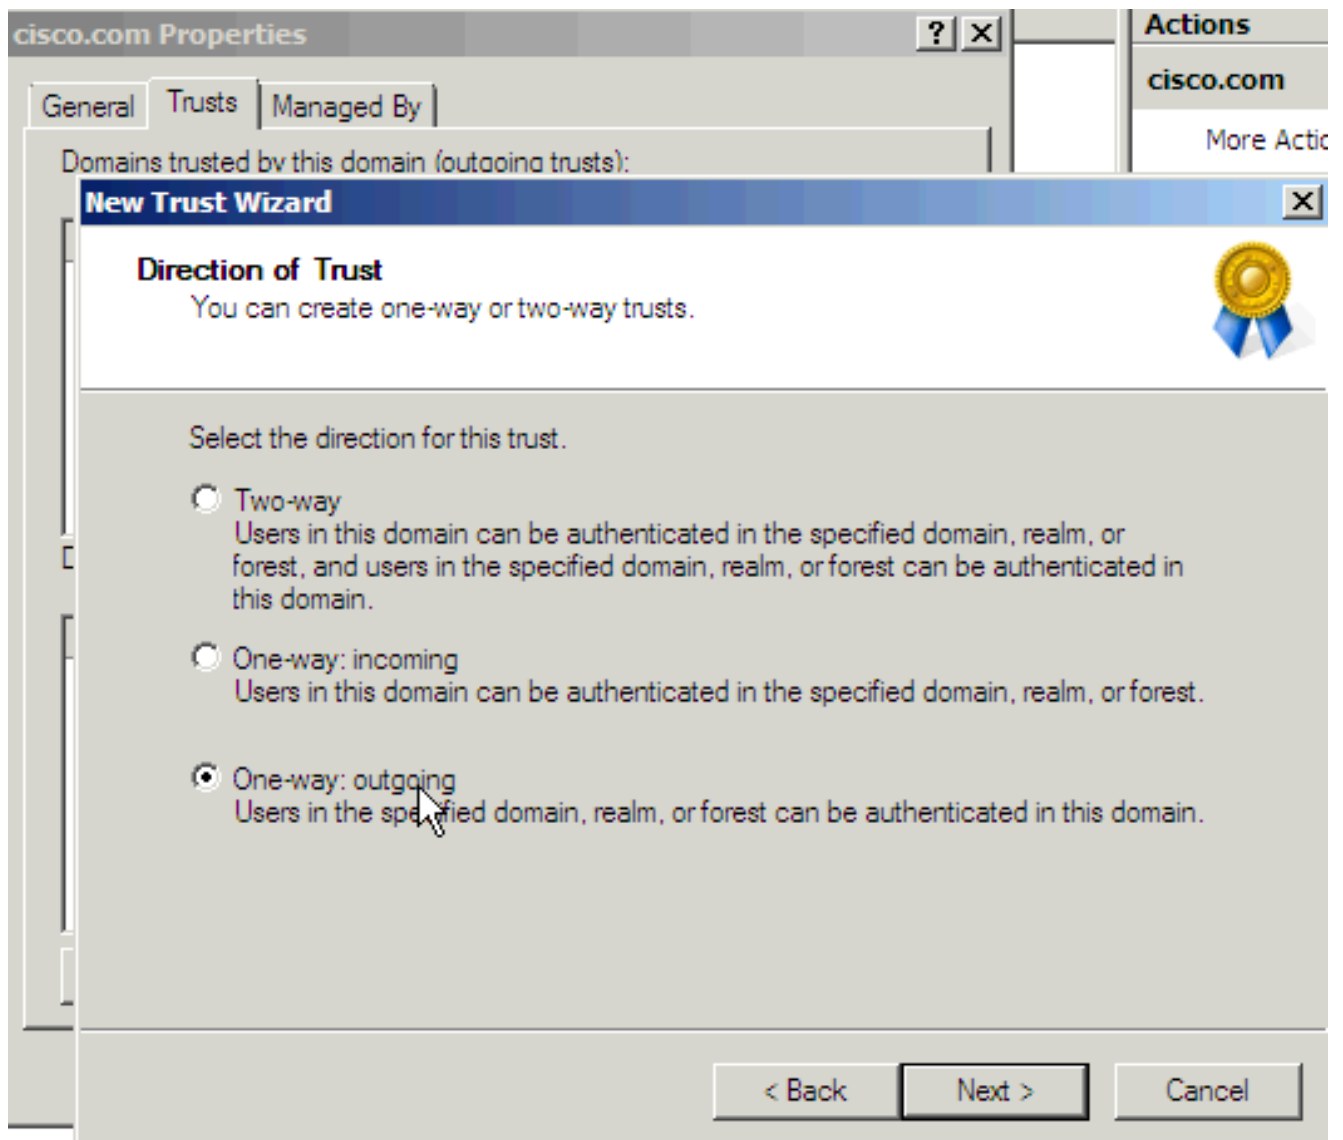 cisco.com Properties
?
Actions
cisco.com
General
Trusts
Managed By
More Actio
Domains trusted by this domain (outgoing trusts):
New Trust Wizard
Direction of Trust
You can create one-way or two-way trusts.
Select the direction for this trust.
Two-way
Users in this domain can be authenticated in the specified domain, realm, or
forest, and users in the specified domain, realm, or forest can be authenticated in
this domain.
One-way: incoming
Users in this domain can be authenticated in the specified domain, realm, or forest.
One-way: outgoing
Users in the specified domain, realm, or forest can be authenticated in this domain.
D
< Back
Next >
Cancel